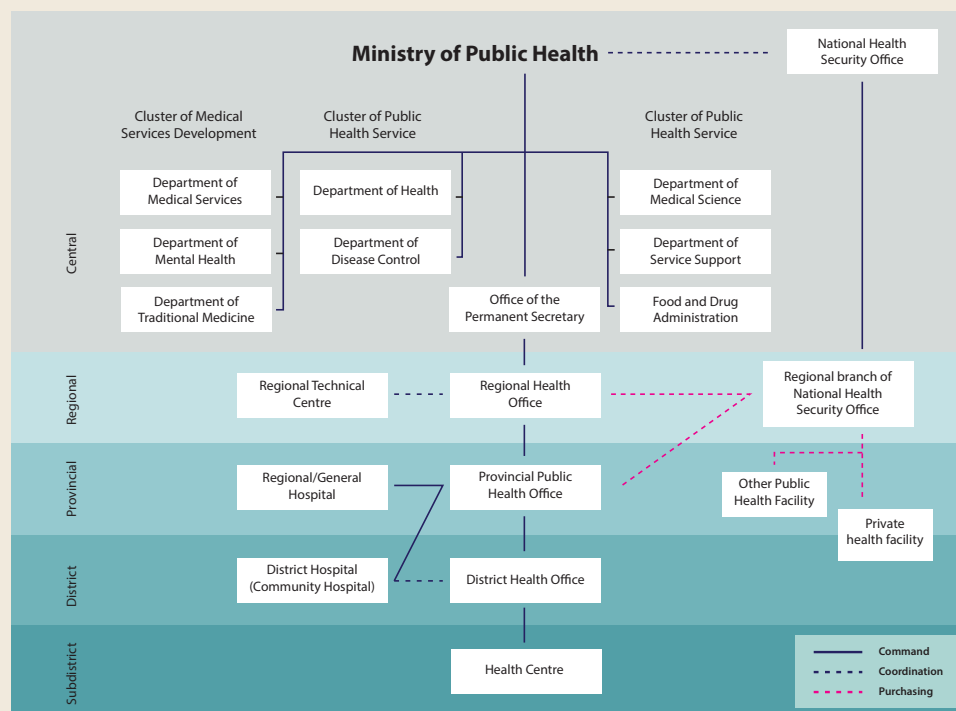 Ministry of Public Health
National Health
Security Office
Cluster of Medical
Services Development
Cluster of Public
Health Service
Cluster of Public
Health Service
Central
Department of
Medical Services
Department of Health
Department of
Medical Science
Department of
Mental Health
Department of
Disease Control
Department of
Service Support
Department of
Traditional Medicine
Office of the
Permanent Secretary
Food and Drug
Administration
Regional
Regional Technical
Centre
Regional Health
Office
Regional branch of
National Health
Security Office
Provincial
Regional/General
Hospital
Provincial Public
Health Office
Other Public
Health Facility
Private
health facility
District
District Hospital
(Community Hospital)
District Health Office
Subdistrict
Health Centre
Command
Coordination
Purchasing